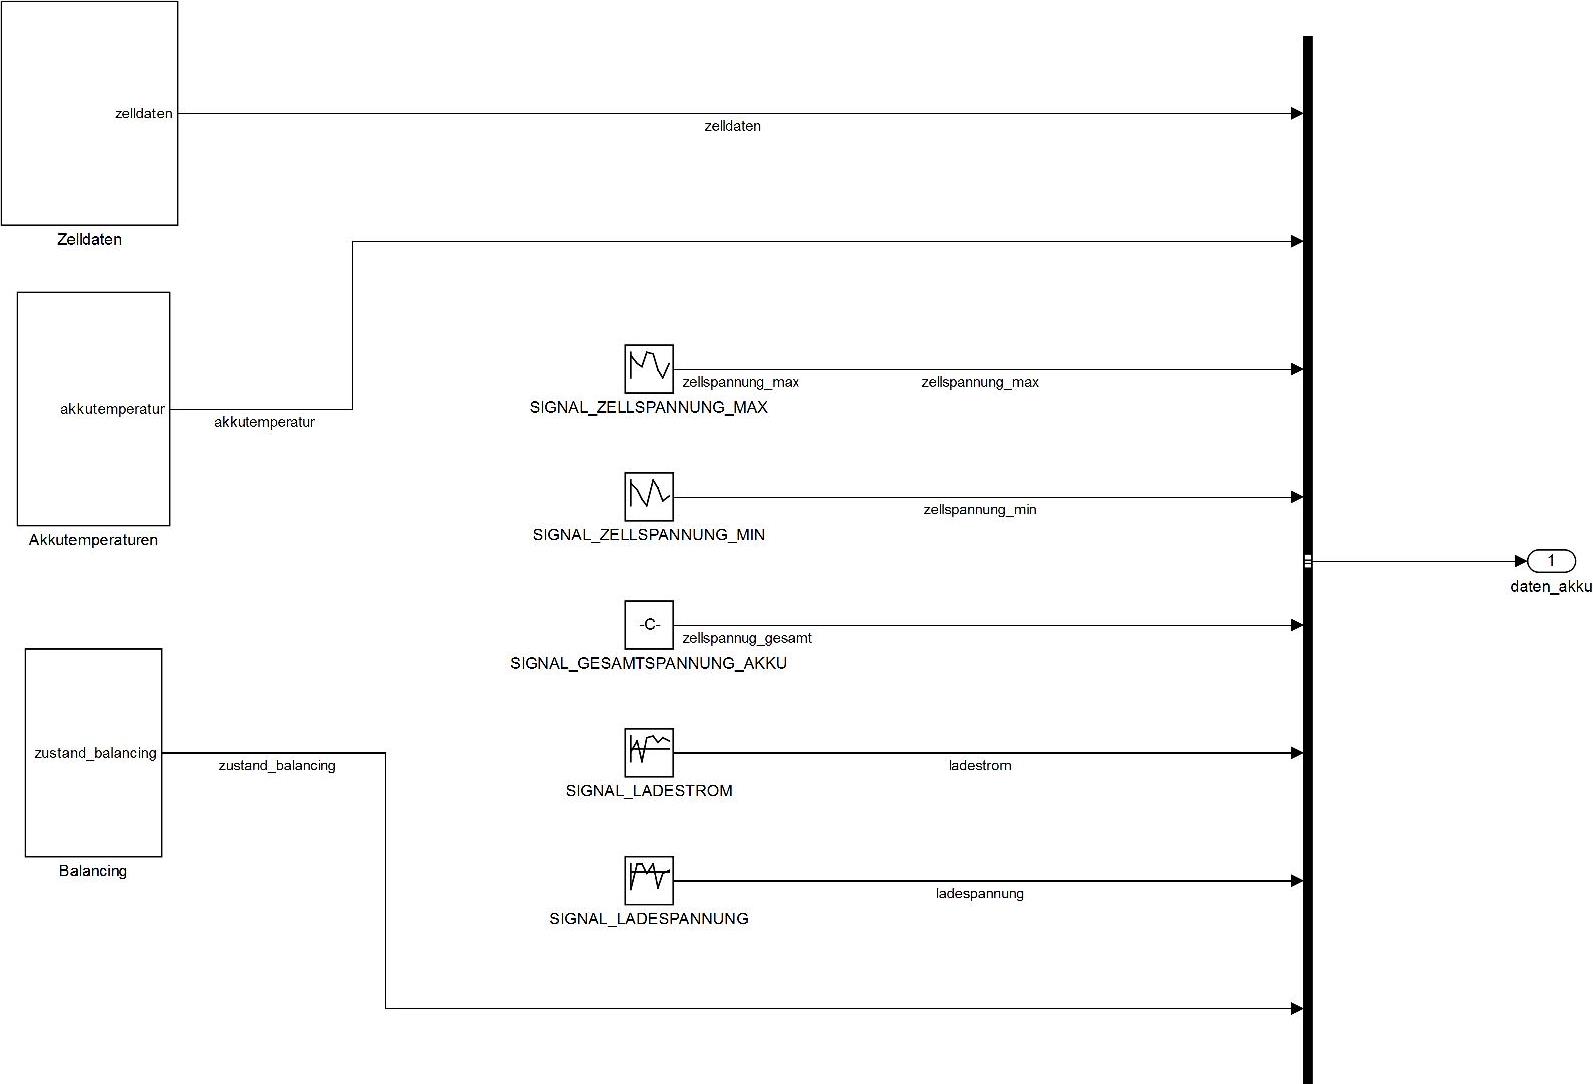 zelldaten
zelldaten
Zelldaten
akkutemperatur
akkutemperatur
Akkutemperaturen
zellspannung_max
zellspannung_max
SIGNAL_ZELLSPANNUNG_MAX
zellspannung_min
SIGNAL_ZELLSPANNUNG_MIN
1
daten_akku
-C-
zellspannug_gesamt
SIGNAL_GESAMTSPANNUNG_AKKU
zustand_balancing
zustand_balancing
Balancing
ladestrom
SIGNAL_LADESTROM
ladespannung
SIGNAL_LADESPANNUNG